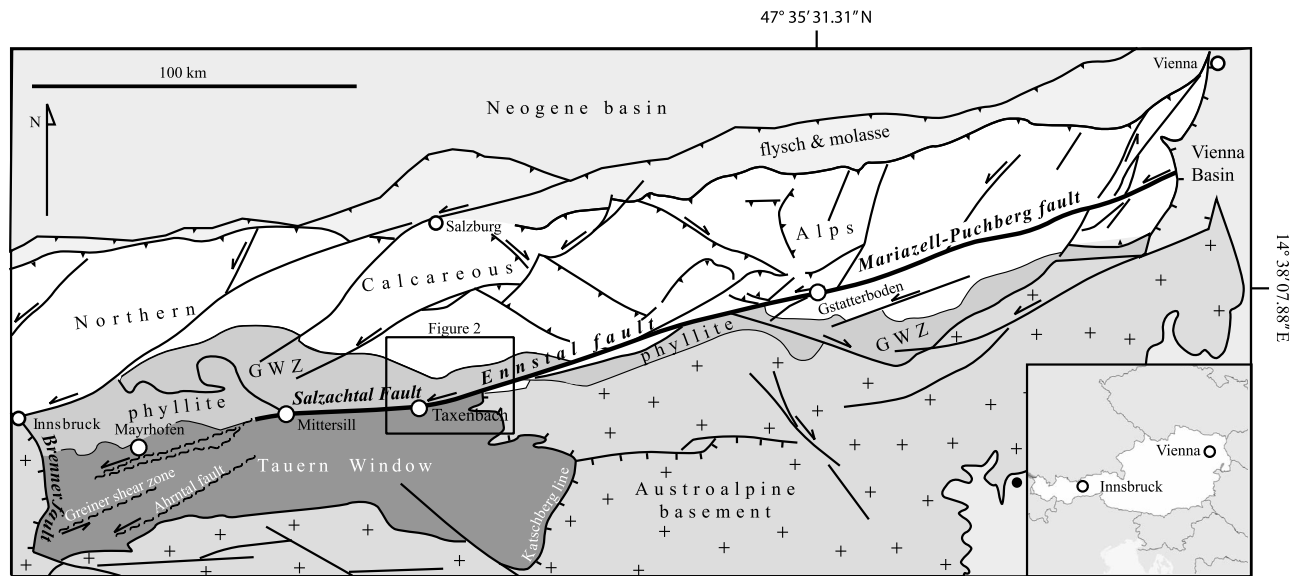 47° 35′31.31″N
Vienna
100 km
Neogene basin
N
flysch & molasse
Vienna
Basin
Salzburg
Alps
Mariazell-Puchberg fault
14° 38′07.88″E
Calcareous
Northern
Gstatterboden
Figure 2
GWZ
GWZ
Ennstal fault
phyllite
Salzachtal Fault
phyllite
Innsbruck
Mayrhofen
Mittersill
Taxenbach
Brenner fault
Greiner shear zone
Ahrntal fault
Tauern Window
Katschberg line
Austroalpine
basement
Vienna
Innsbruck